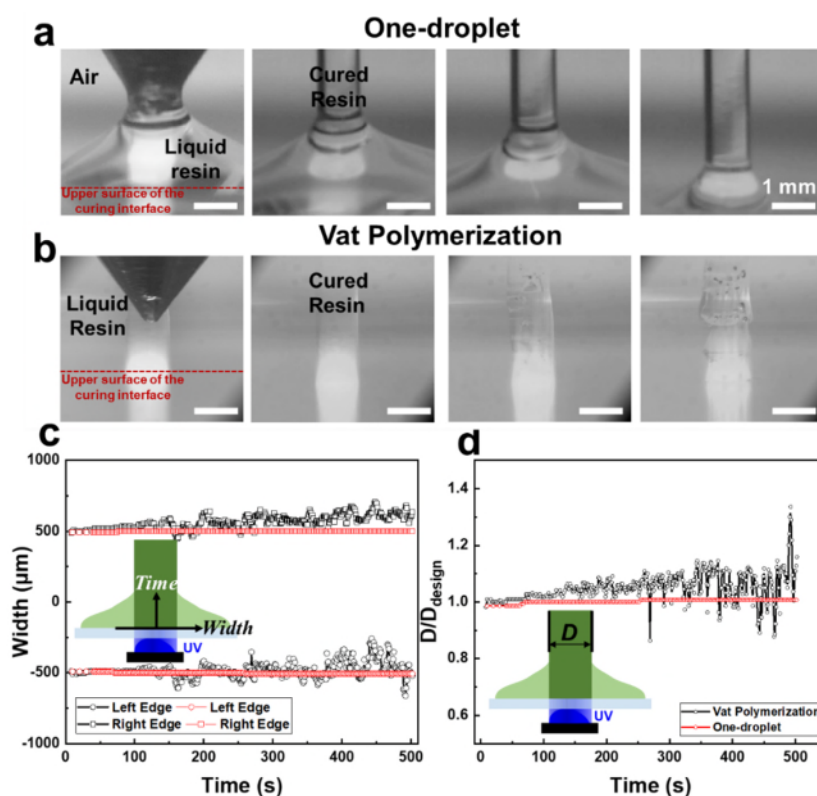 One-droplet
a
Air
Liquid
resin
Upper surface of the
curing interface
Cured
Resin
1 mm
Vat Polymerization
b
Liquid
Resin
Upper surface of the
curing interface
Cured
Resin
c
1000
500
0
-500
-1000
Width (µm)
Time
Width
UV
Left Edge
Left Edge
Right Edge
Right Edge
0
100
200
300
400
500
Time (s)
d
1.4
1.2
1.0
0.8
0.6
D/Ddesign
D
UV
Vat Polymerization
One-droplet
0
100
200
300
400
500
Time (s)